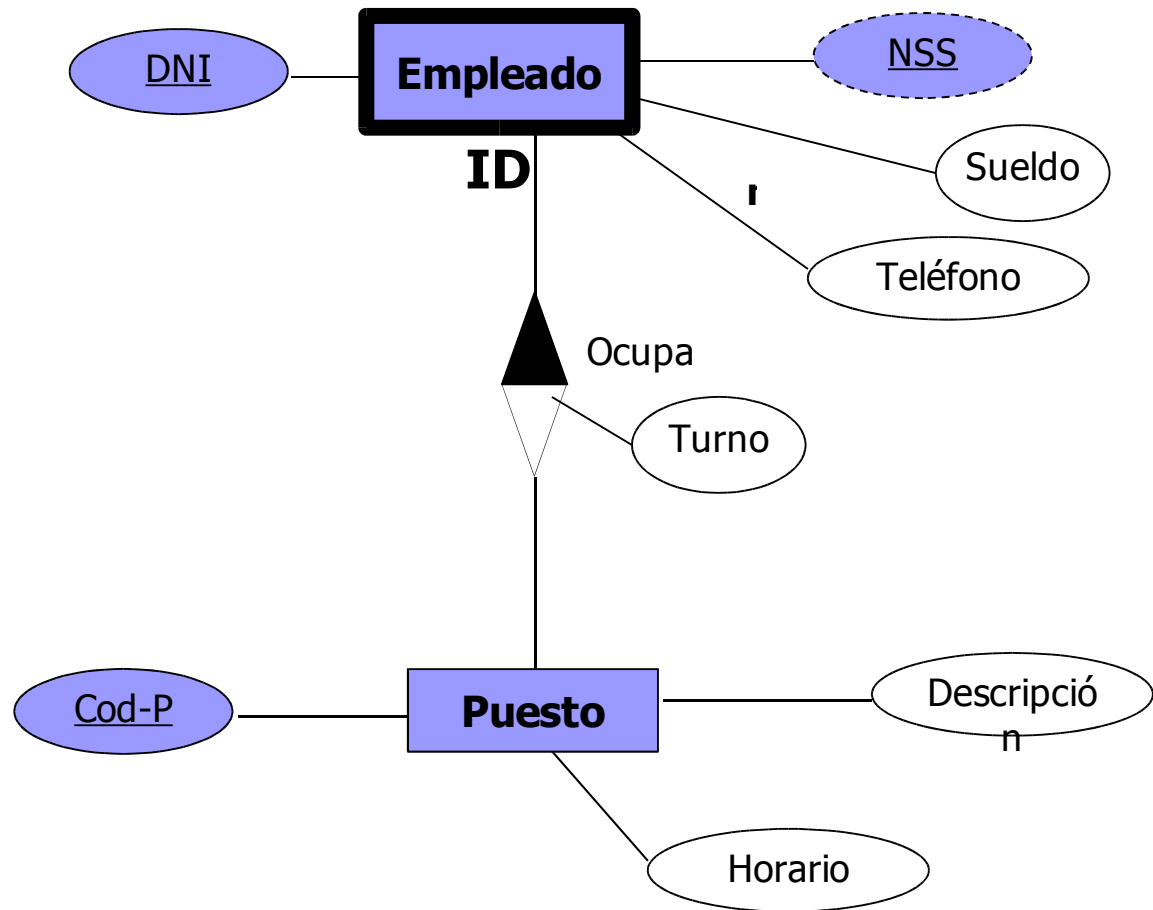 DNI
Empleado
NSS
ID
Sueldo
Teléfono
Ocupa
Turno
Cod-P
Puesto
Descripció
n
Horario